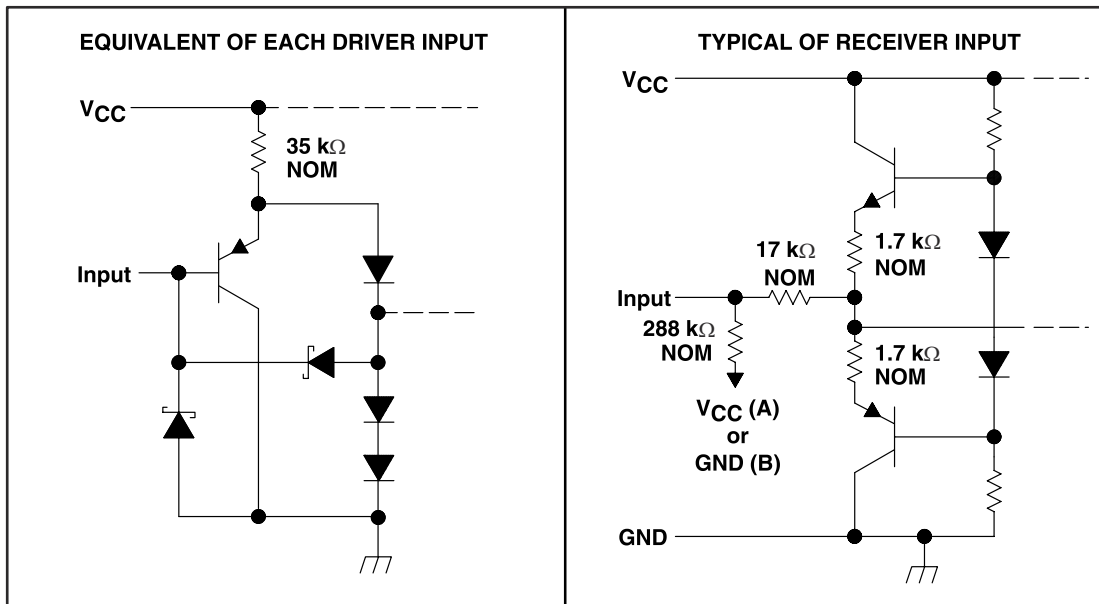 EQUIVALENT OF EACH DRIVER INPUT
VCC
35 kΩ
NOM
Input
TYPICAL OF RECEIVER INPUT
VCC
1.7 kΩ
NOM
17 kΩ
NOM
Input
288 kΩ
NOM
1.7 kΩ
NOM
VCC (A)
or
GND (B)
GND